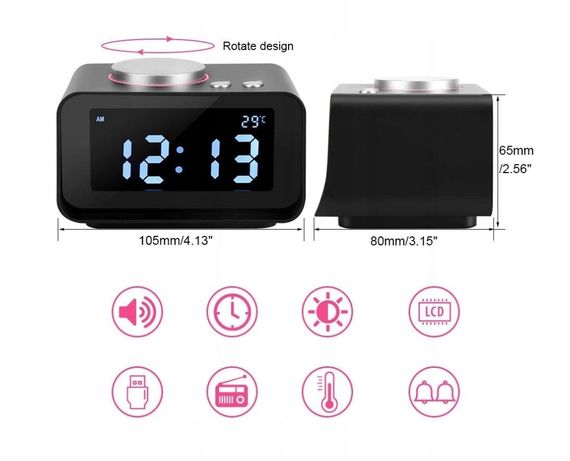 Rotate design
AM
29°C
12:13
65mm
/2.56"
105mm/4.13"
80mm/3.15"
LCD